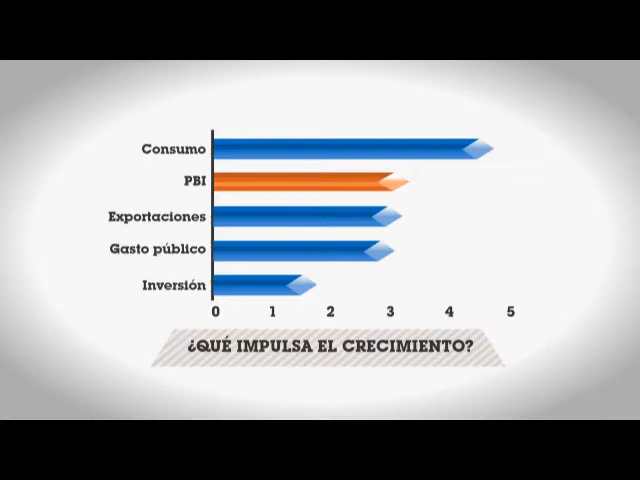 Consumo
PBI
Exportaciones
Gasto público
Inversión
0 1 2 3 4 5
¿QUÉ IMPULSA EL CRECIMIENTO?